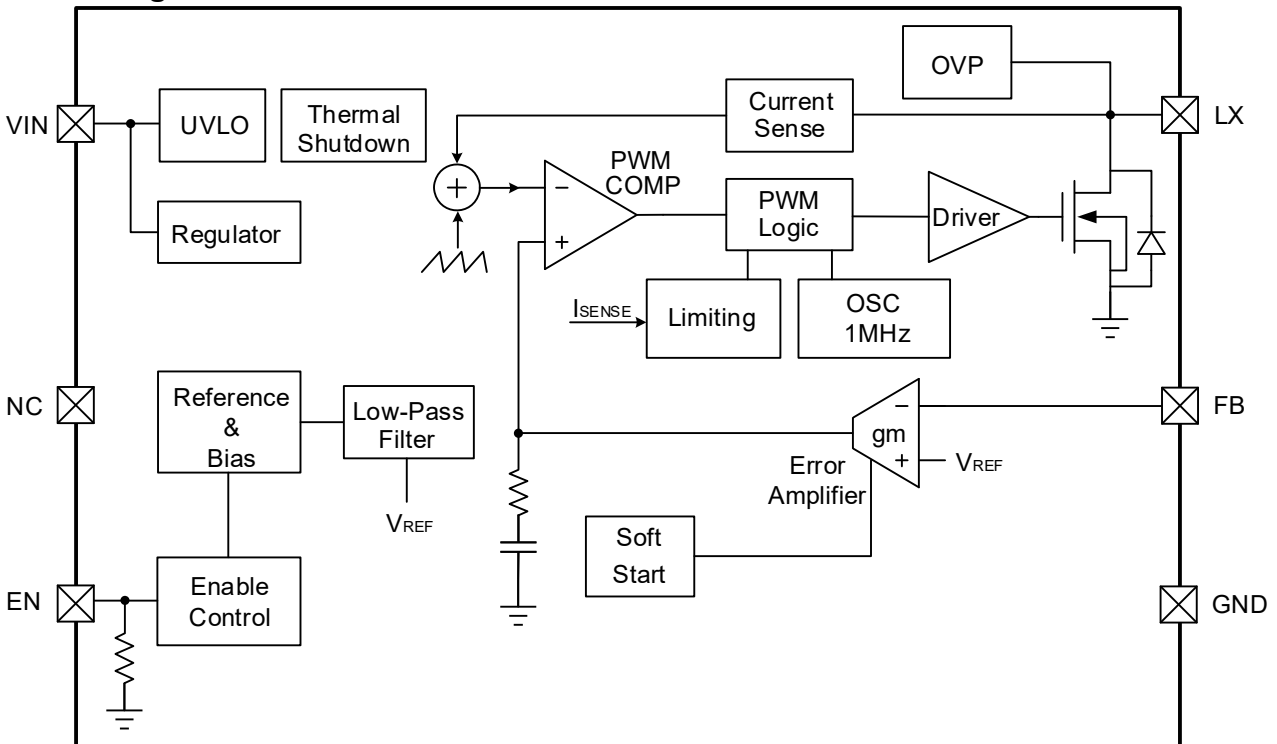 OVP
VIN
UVLO
Thermal
Shutdown
Current
Sense
LX
+
−
PWM
COMP
PWM
Logic
Driver
Regulator
+
ISENSE
Limiting
OSC
1MHz
NC
Reference
&
Bias
Low-Pass
Filter
−
gm
+
FB
VREF
Error
Amplifier
VREF
Soft
Start
EN
Enable
Control
GND